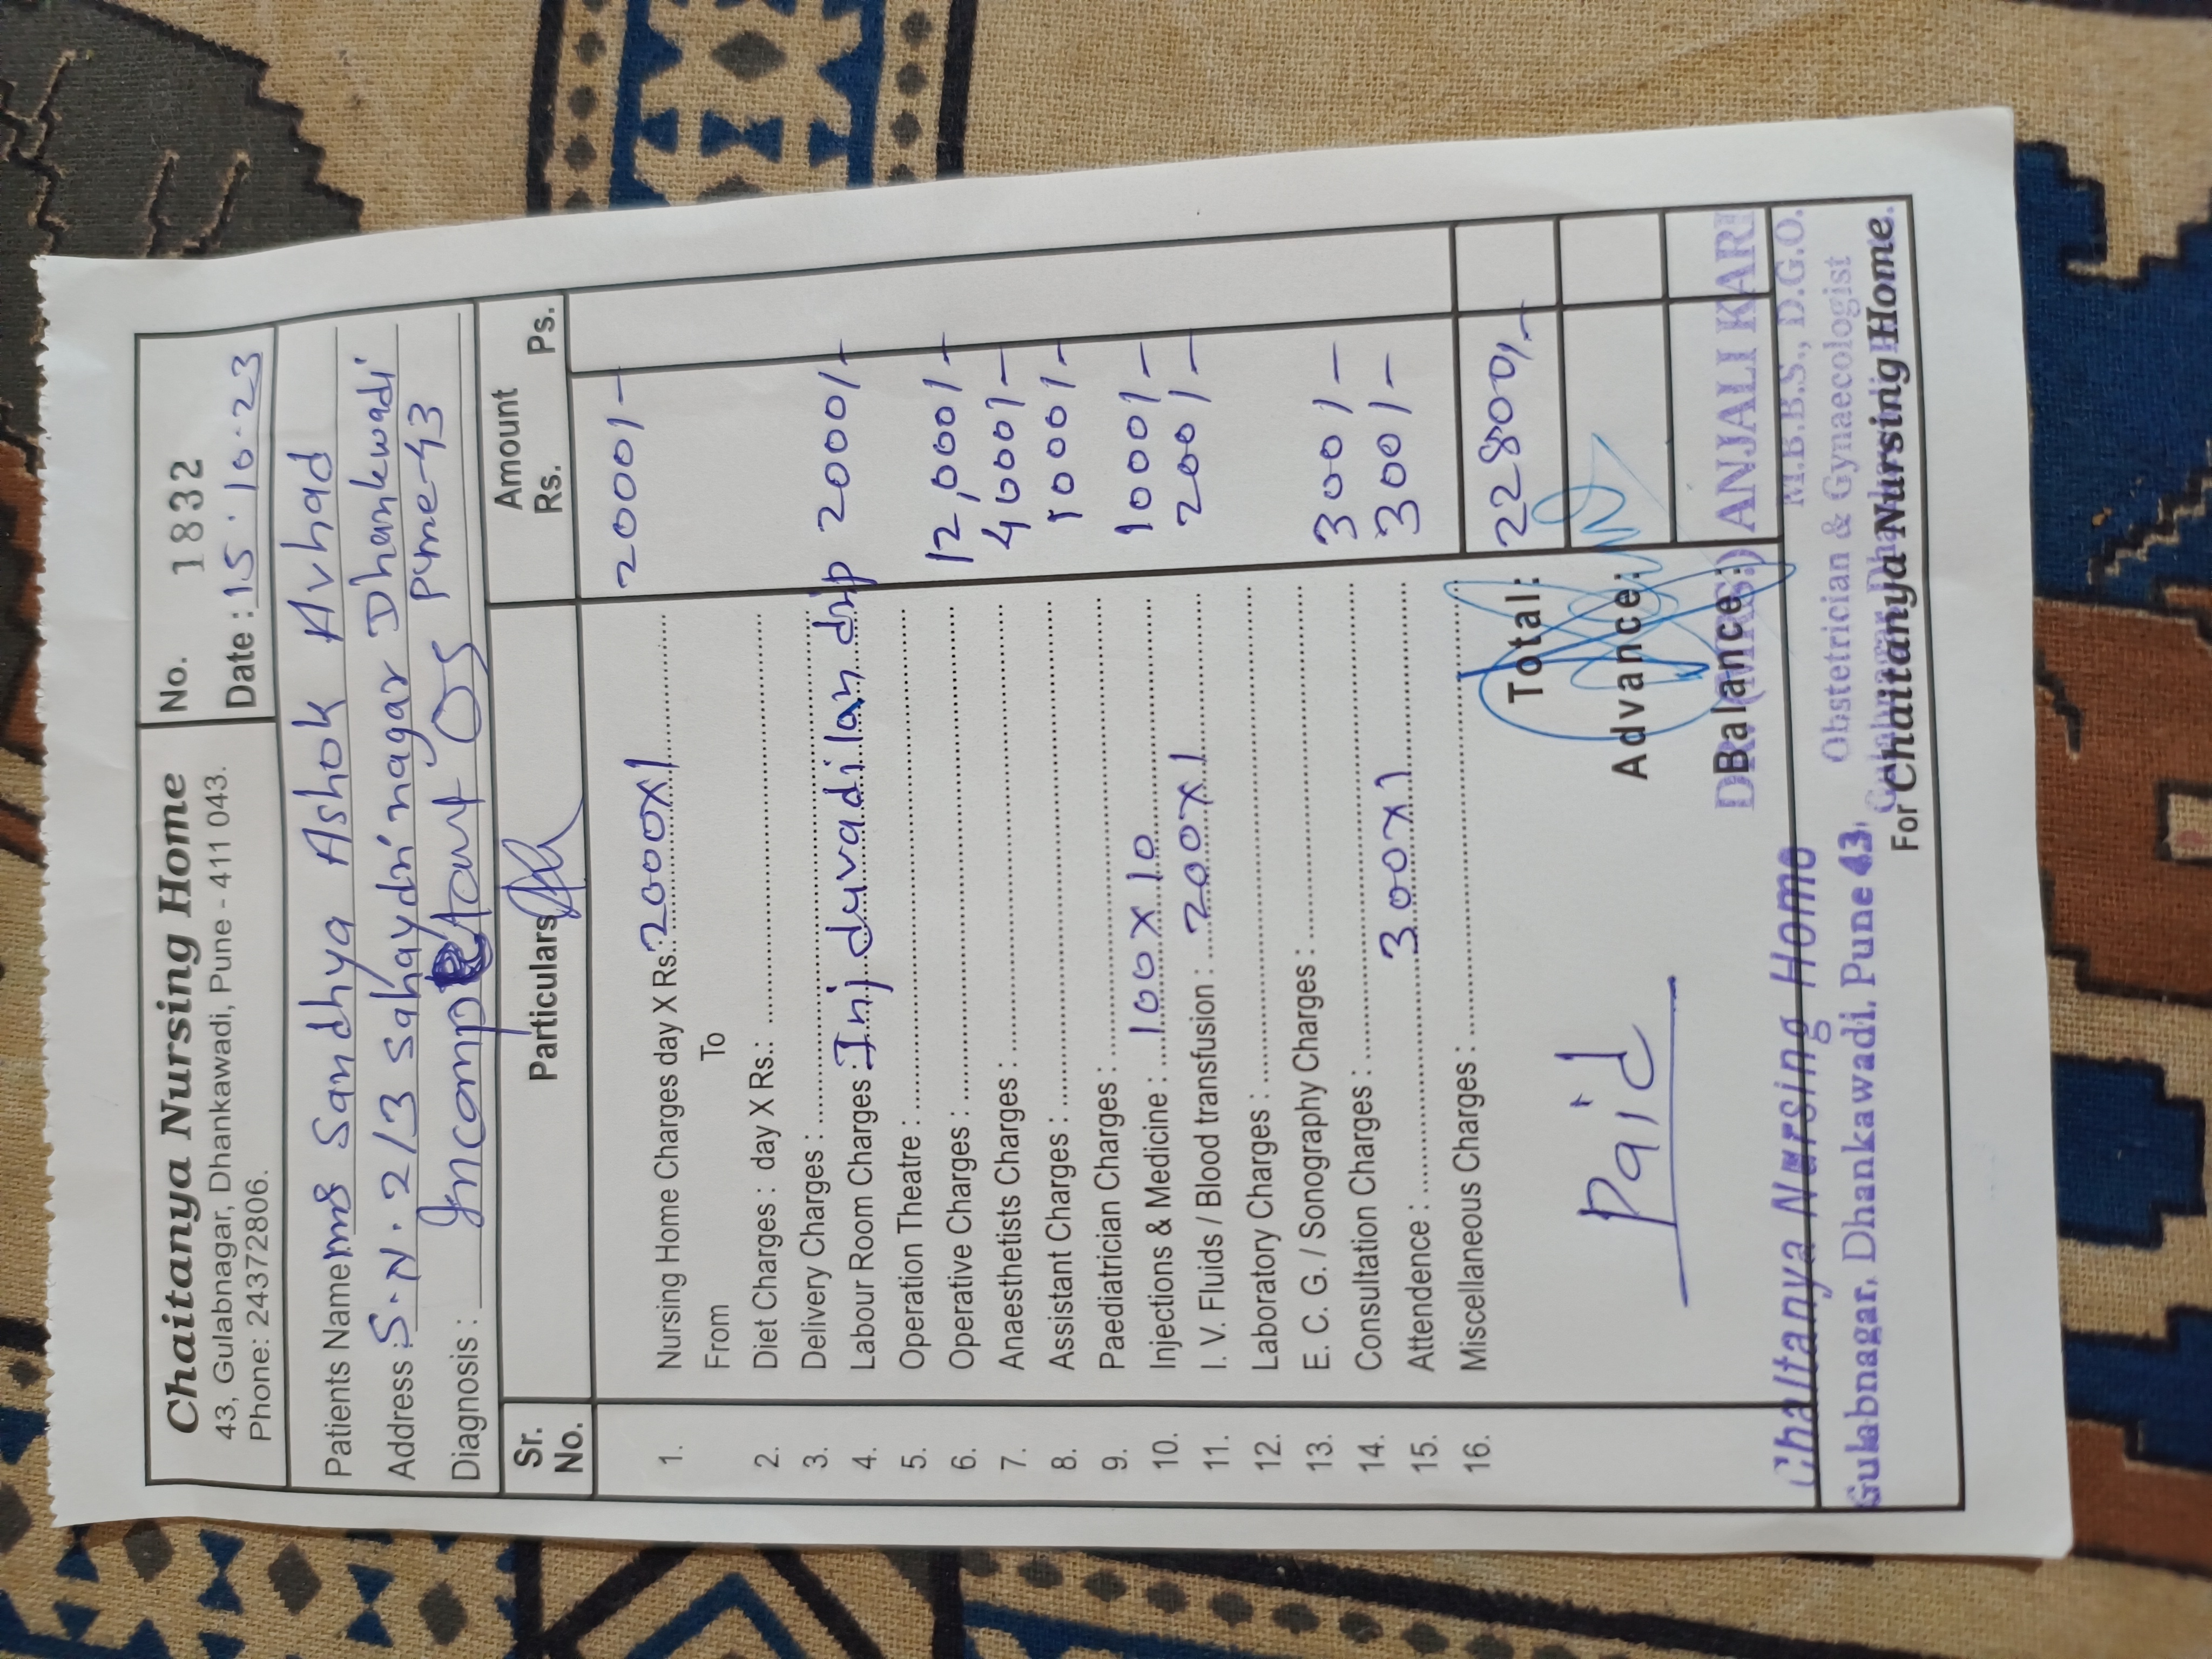 Chaitanya Nursing Home
43, Gulabnagar, Dhankawadi, Pune - 411 043.
Phone: 24372806.
No. 1832
Date : 15.10.23
Patients Name: mrs Sandhya Ashok Avhad
Address : S.N. 2/3 Sahaydri nagar Dhankwadi
Pune-43
Diagnosis : Incompetant OS
Sr. No. Particulars Amount Rs. Ps.
1. Nursing Home Charges day X Rs.: 2000X1 2000/-
From To
2. Diet Charges : day X Rs.:
3. Delivery Charges :
4. Labour Room Charges : Inj duvadilan drip 2000/-
5. Operation Theatre :
6. Operative Charges : 12,000/-
7. Anaesthetists Charges : 4000/-
8. Assistant Charges : 1000/-
9. Paediatrician Charges :
10. Injections & Medicine : 100X10 1000/-
11. I. V. Fluids / Blood transfusion : 200X1 200/-
12. Laboratory Charges :
13. E. C. G. / Sonography Charges :
14. Consultation Charges : 300/-
15. Attendence : 300X1 300/-
16. Miscellaneous Charges :
Total: 22800/-
Paid
Advance:
Balance:
DR. (MRS.) ANJALI KARI
M.B.B.S., D.G.O.
Obstetrician & Gynaecologist
Gulabnagar, Dhankawadi,
Chaitanya Nursing Home
Gulabnagar, Dhankawadi, Pune 43.
For Chaitanya Nursing Home